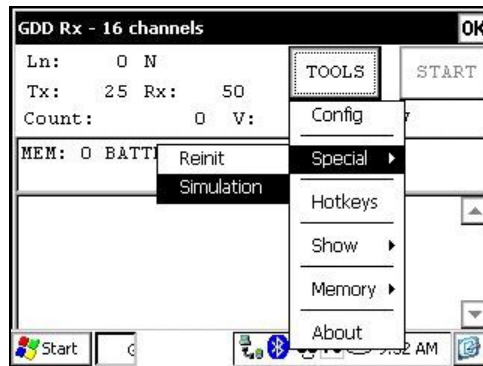 GDD Rx - 16 channels OK
Ln: 0 N
TOOLS START
Tx: 25 Rx: 50
Count: 0 V:
Config
MEM: 0
Reinit
Special
Simulation
Hotkeys
Show
Memory
About
Start
AM